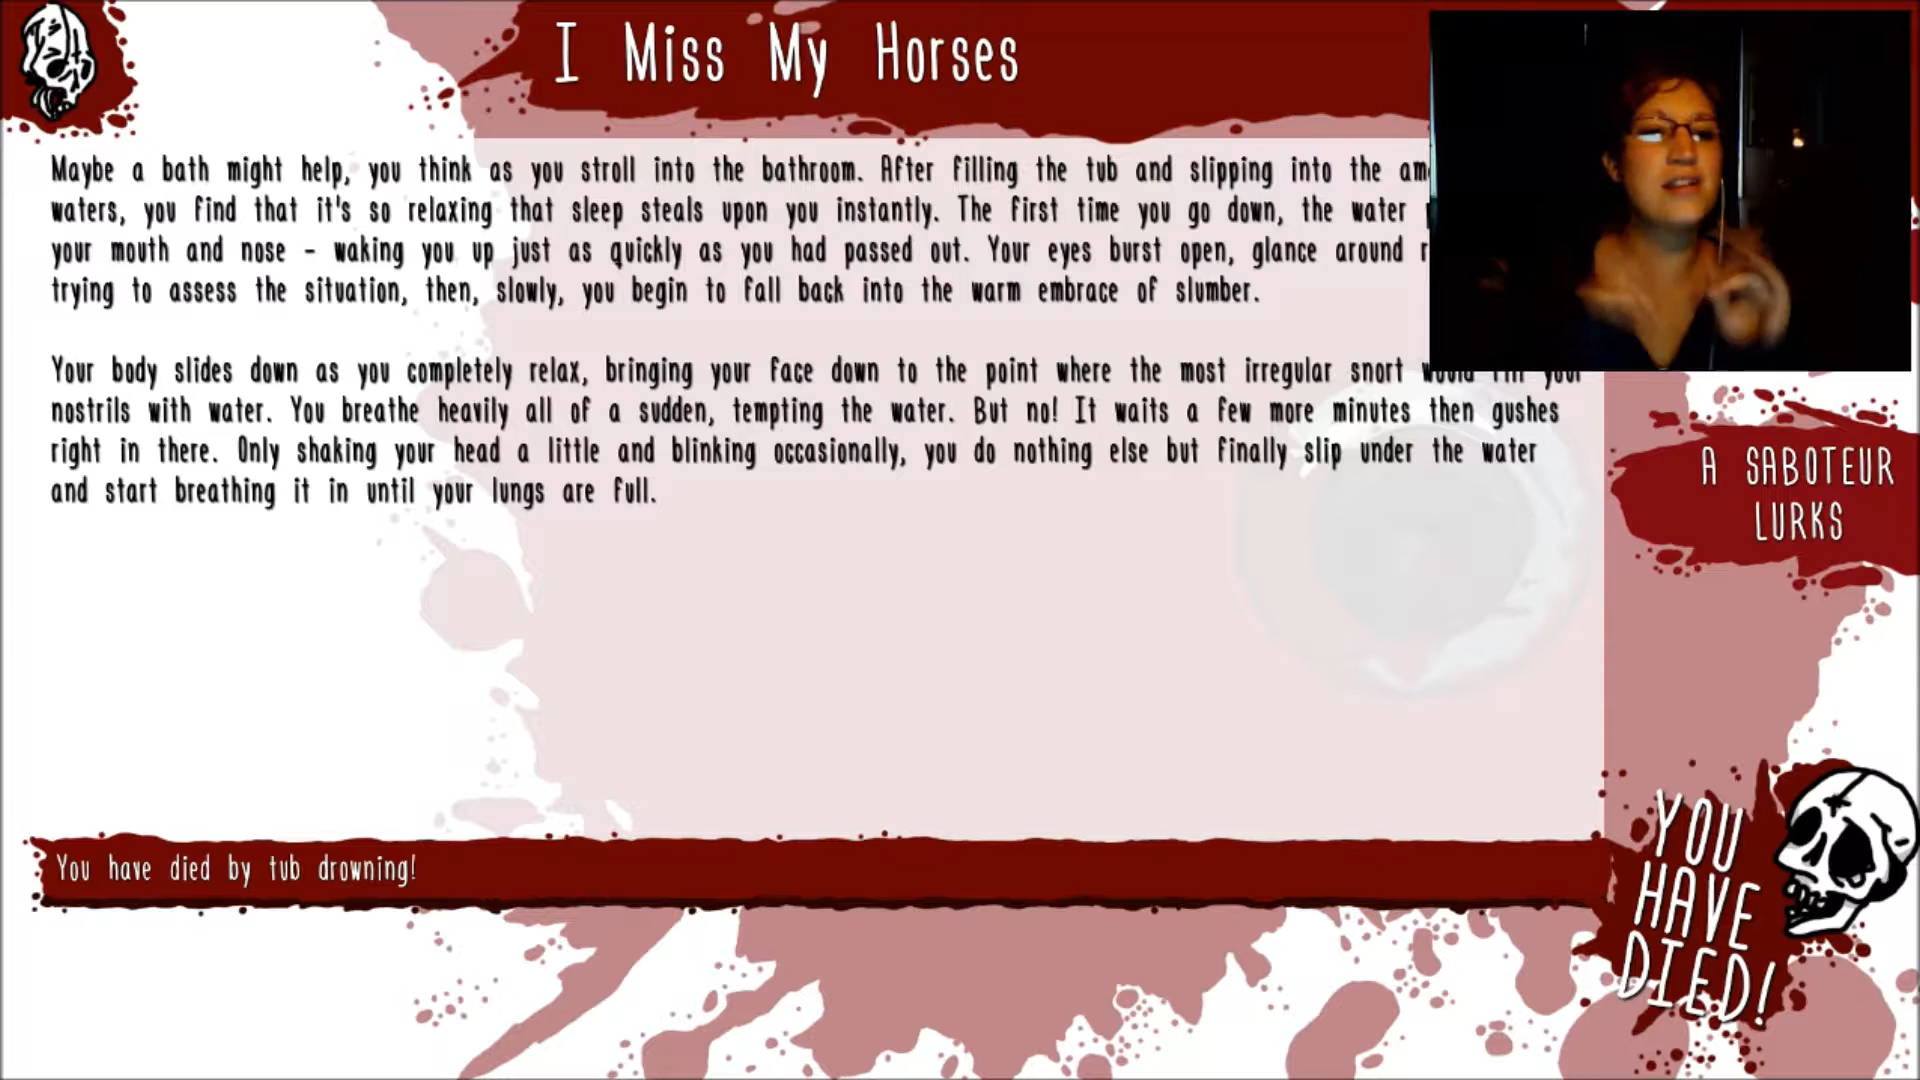 I Miss My Horses
Maybe a bath might help, you think as you stroll into the bathroom. After filling the tub and slipping into the
waters, you find that it's so relaxing that sleep steals upon you instantly. The first time you go down, the water
your mouth and nose - waking you up just as quickly as you had passed out. Your eyes burst open, glance around
trying to assess the situation, then, slowly, you begin to fall back into the warm embrace of slumber.
Your body slides down as you completely relax, bringing your face down to the point where the most irregular snort would fill your
nostrils with water. You breathe heavily all of a sudden, tempting the water. But no! It waits a few more minutes then gushes
right in there. Only shaking your head a little and blinking occasionally, you do nothing else but finally slip under the water
and start breathing it in until your lungs are full.
A SABOTEUR
LURKS
You have died by tub drowning!
YOU
HAVE
DIED!